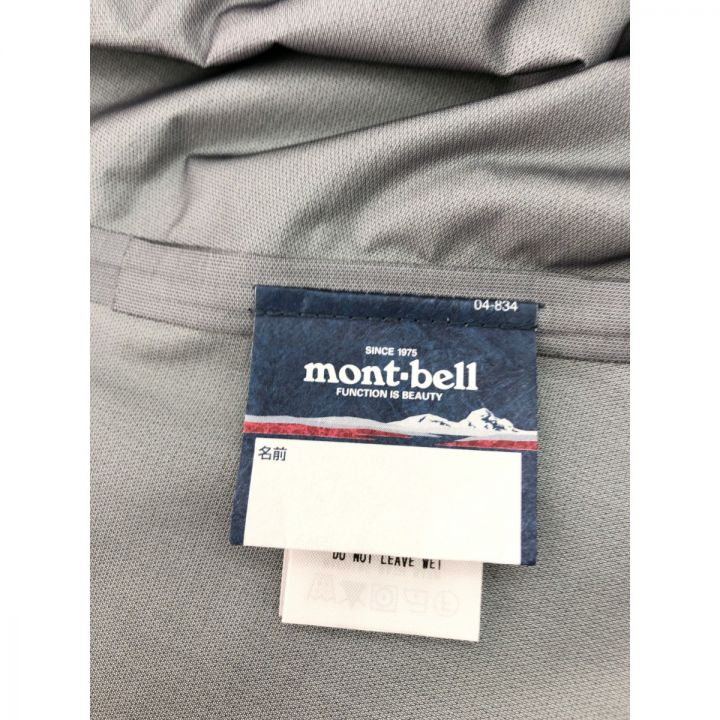 04-834
SINCE 1975
mont-bell
FUNCTION IS BEAUTY
名前
DO NOT LEAVE WET